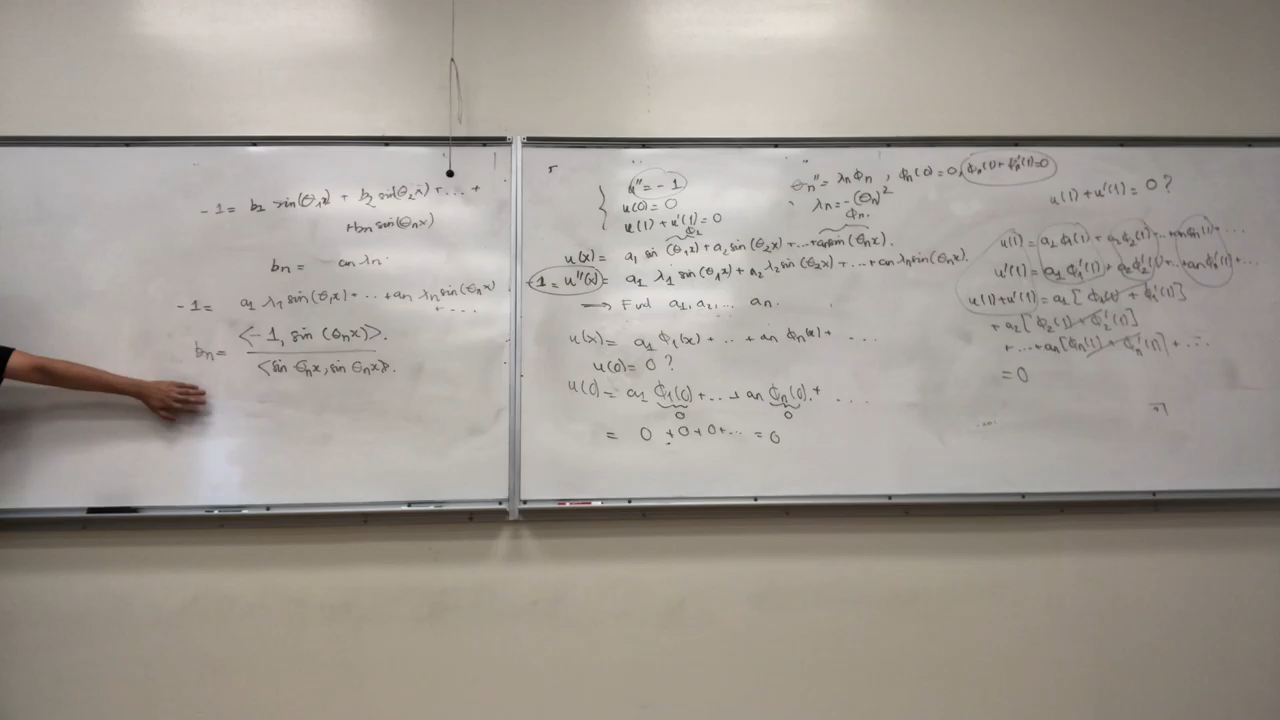 -1 = b₁ sin(θ₁x) + b₂ sin(θ₂x) + ... +
+bn sin(θnx)
bn = an λn.
-1 = a₁ λ₁ sin(θ₁x) + ... + an λn sin(θnx)
+ ....
bn = <-1, sin(θnx)>.
<sin θnx, sin θnx>.
u'' = -1
u(0) = 0
u(1) + u'(1) = 0
ϕn'' = λn ϕn , ϕn(0) = 0, ϕn(1) + ϕn'(1) = 0
λn = -(θn)²
ϕ₁
ϕn.
u(x) = a₁ sin (θ₁x) + a₂ sin (θ₂x) + ... + an sin (θnx).
-1 = u''(x) = a₁ λ₁ sin(θ₁x) + a₂ λ₂ sin(θ₂x) + ... + an λn sin(θnx).
→ Find a₁, a₂, ... an.
u(x) = a₁ ϕ₁(x) + .. + an ϕn(x) + ...
u(0) = 0 ?
u(0) = a₁ ϕ₁(0) + ... + an ϕn(0) + ...
0 0
= 0 + 0 + 0 + ... = 0
u(1) + u'(1) = 0 ?
u(1) = a₁ ϕ₁(1) + a₂ ϕ₂(1) + ... + an ϕn(1) + ...
u'(1) = a₁ ϕ₁'(1) + a₂ ϕ₂'(1) + ... + an ϕn'(1) + ...
u(1) + u'(1) = a₁ [ϕ₁(1) + ϕ₁'(1)]
+ a₂ [ϕ₂(1) + ϕ₂'(1)]
+ ... + an [ϕn(1) + ϕn'(1)] + ...
= 0